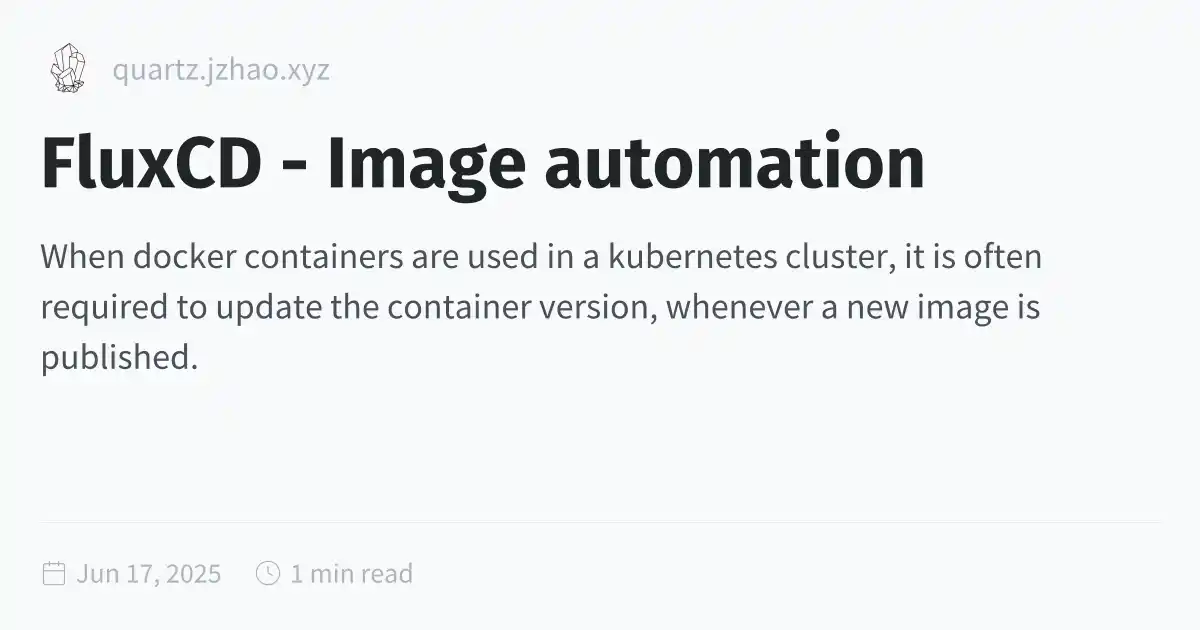 quartz.jzhao.xyz
FluxCD - Image automation
When docker containers are used in a kubernetes cluster, it is often
required to update the container version, whenever a new image is
published.
Jun 17, 2025 1 min read